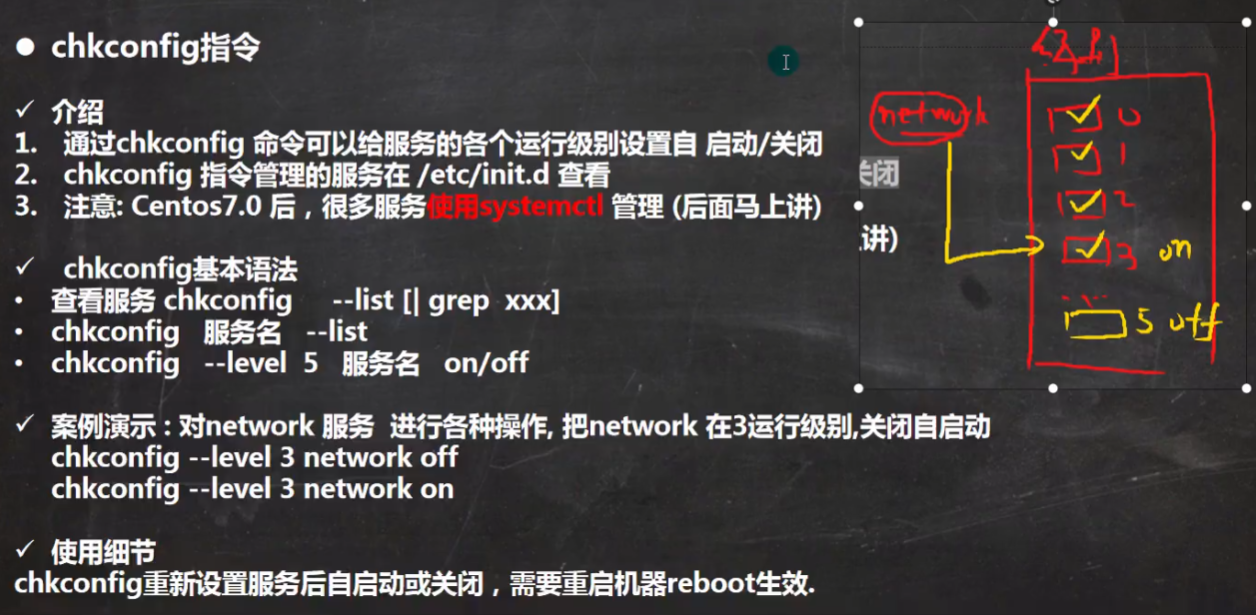 ● chkconfig指令
✓ 介绍
1. 通过chkconfig 命令可以给服务的各个运行级别设置自 启动/关闭
2. chkconfig 指令管理的服务在 /etc/init.d 查看
3. 注意: Centos7.0 后，很多服务使用systemctl 管理 (后面马上讲)
✓ chkconfig基本语法
• 查看服务 chkconfig --list [| grep xxx]
• chkconfig 服务名 --list
• chkconfig --level 5 服务名 on/off
✓ 案例演示 : 对network 服务 进行各种操作, 把network 在3运行级别,关闭自启动
chkconfig --level 3 network off
chkconfig --level 3 network on
✓ 使用细节
chkconfig重新设置服务后自启动或关闭，需要重启机器reboot生效.
network
关闭
讲)
✓ 0
✓ 1
✓ 2
✓ 3 on
5 off